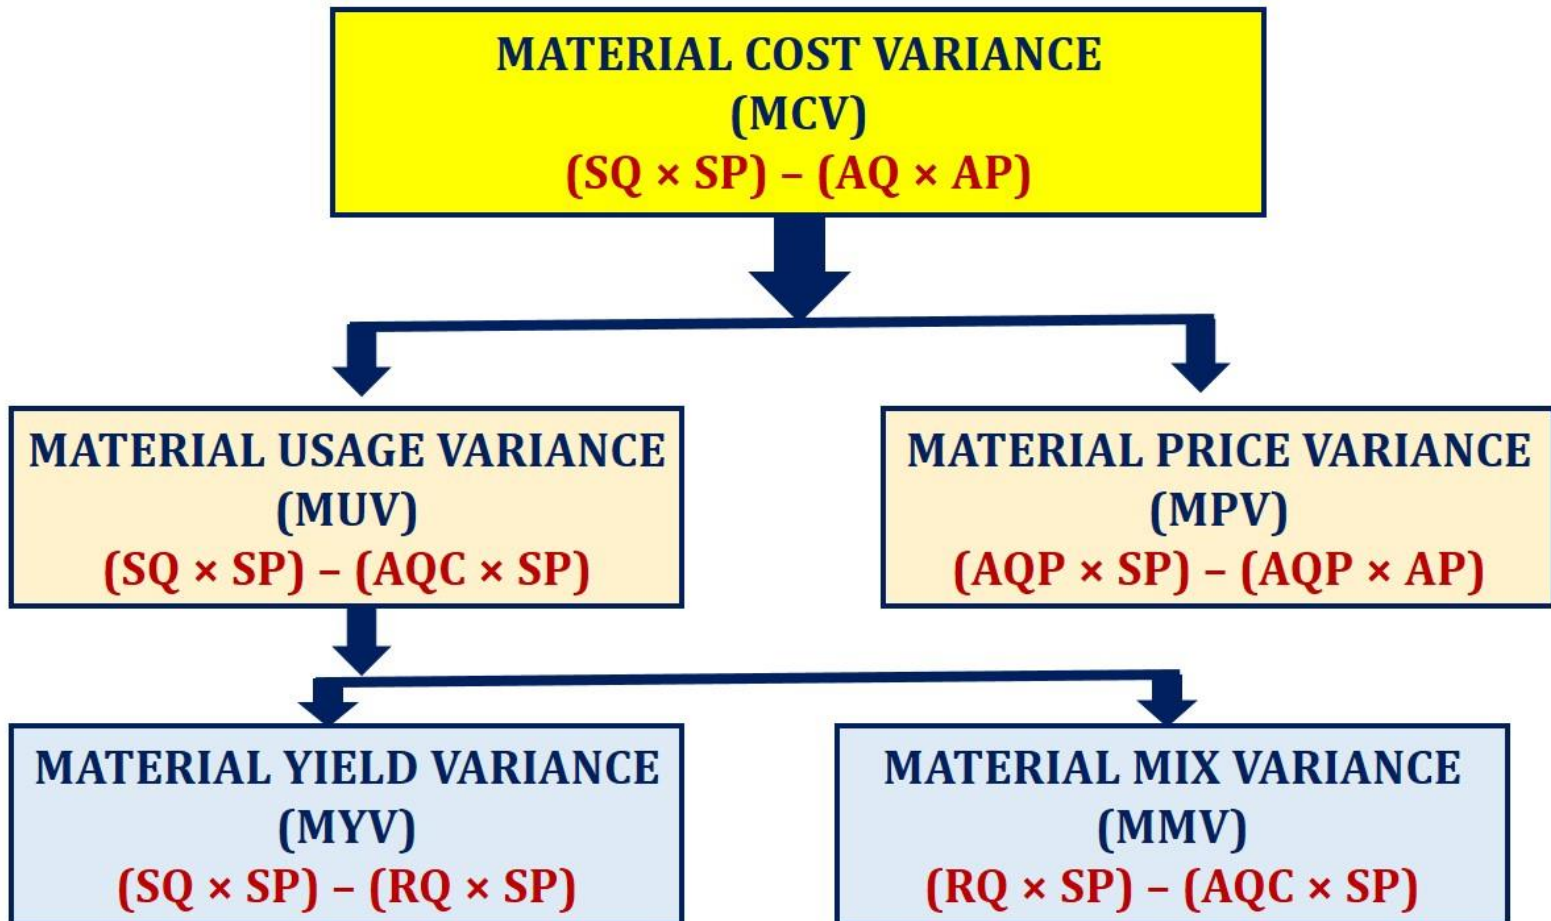 MATERIAL COST VARIANCE
(MCV)
(SQ × SP) – (AQ × AP)
MATERIAL USAGE VARIANCE
(MUV)
(SQ × SP) – (AQC × SP)
MATERIAL PRICE VARIANCE
(MPV)
(AQP × SP) – (AQP × AP)
MATERIAL YIELD VARIANCE
(MYV)
(SQ × SP) – (RQ × SP)
MATERIAL MIX VARIANCE
(MMV)
(RQ × SP) – (AQC × SP)